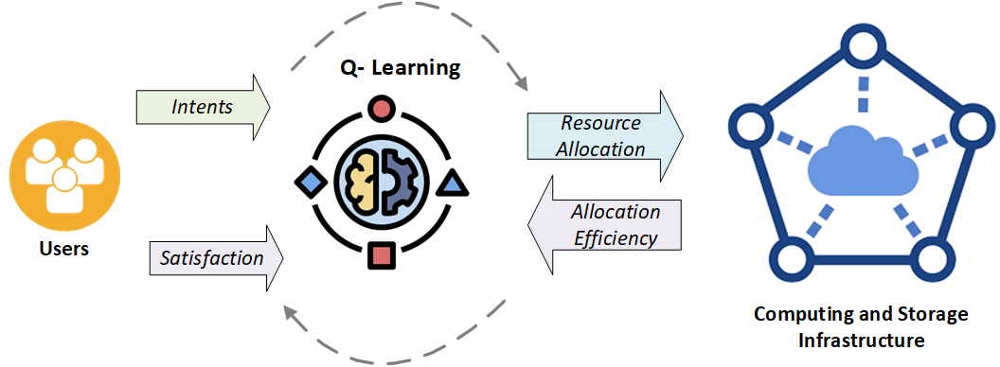 Q- Learning
Intents
Resource
Allocation
Users
Satisfaction
Allocation
Efficiency
Computing and Storage
Infrastructure